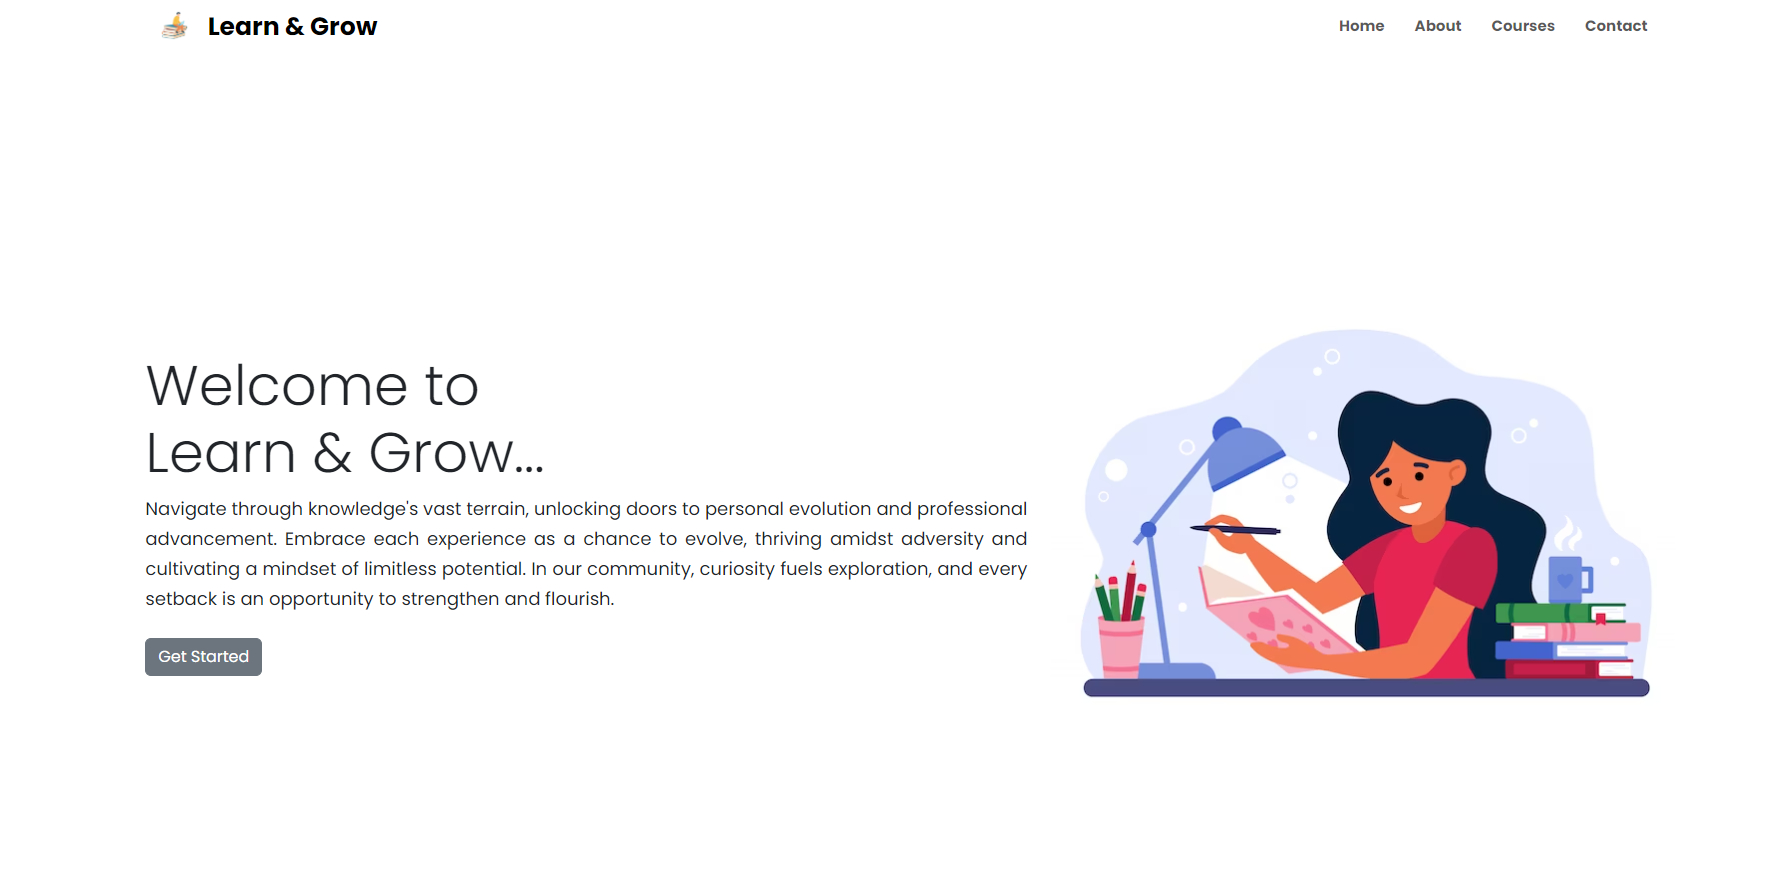 Learn & Grow
Home
About
Courses
Contact
Welcome to
Learn & Grow...
Navigate through knowledge's vast terrain, unlocking doors to personal evolution and professional
advancement. Embrace each experience as a chance to evolve, thriving amidst adversity and
cultivating a mindset of limitless potential. In our community, curiosity fuels exploration, and every
setback is an opportunity to strengthen and flourish.
Get Started